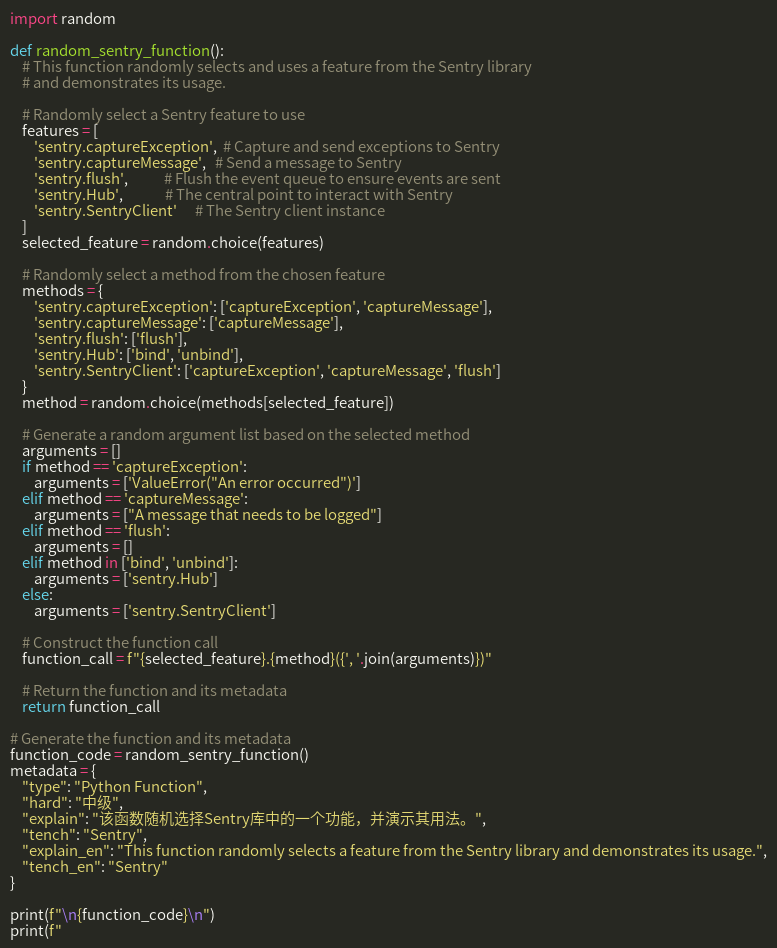 import random
def random_sentry_function():
# This function randomly selects and uses a feature from the Sentry library
# and demonstrates its usage.
# Randomly select a Sentry feature to use
features = [
'sentry.captureException',  # Capture and send exceptions to Sentry
'sentry.captureMessage',  # Send a message to Sentry
'sentry.flush',  # Flush the event queue to ensure events are sent
'sentry.Hub',  # The central point to interact with Sentry
'sentry.SentryClient'  # The Sentry client instance
]
selected_feature = random.choice(features)
# Randomly select a method from the chosen feature
methods = {
'sentry.captureException': ['captureException', 'captureMessage'],
'sentry.captureMessage': ['captureMessage'],
'sentry.flush': ['flush'],
'sentry.Hub': ['bind', 'unbind'],
'sentry.SentryClient': ['captureException', 'captureMessage', 'flush']
}
method = random.choice(methods[selected_feature])
# Generate a random argument list based on the selected method
arguments = []
if method == 'captureException':
arguments = ['ValueError("An error occurred")']
elif method == 'captureMessage':
arguments = ["A message that needs to be logged"]
elif method == 'flush':
arguments = []
elif method in ['bind', 'unbind']:
arguments = ['sentry.Hub']
else:
arguments = ['sentry.SentryClient']
# Construct the function call
function_call = f"{selected_feature}.{method}({', '.join(arguments)})"
# Return the function and its metadata
return function_call
# Generate the function and its metadata
function_code = random_sentry_function()
metadata = {
"type": "Python Function",
"hard": "中级",
"explain": "该函数随机选择Sentry库中的一个功能，并演示其用法。",
"tench": "Sentry",
"explain_en": "This function randomly selects a feature from the Sentry library and demonstrates its usage.",
"tench_en": "Sentry"
}
print(f"\n{function_code}\n")
print(f"